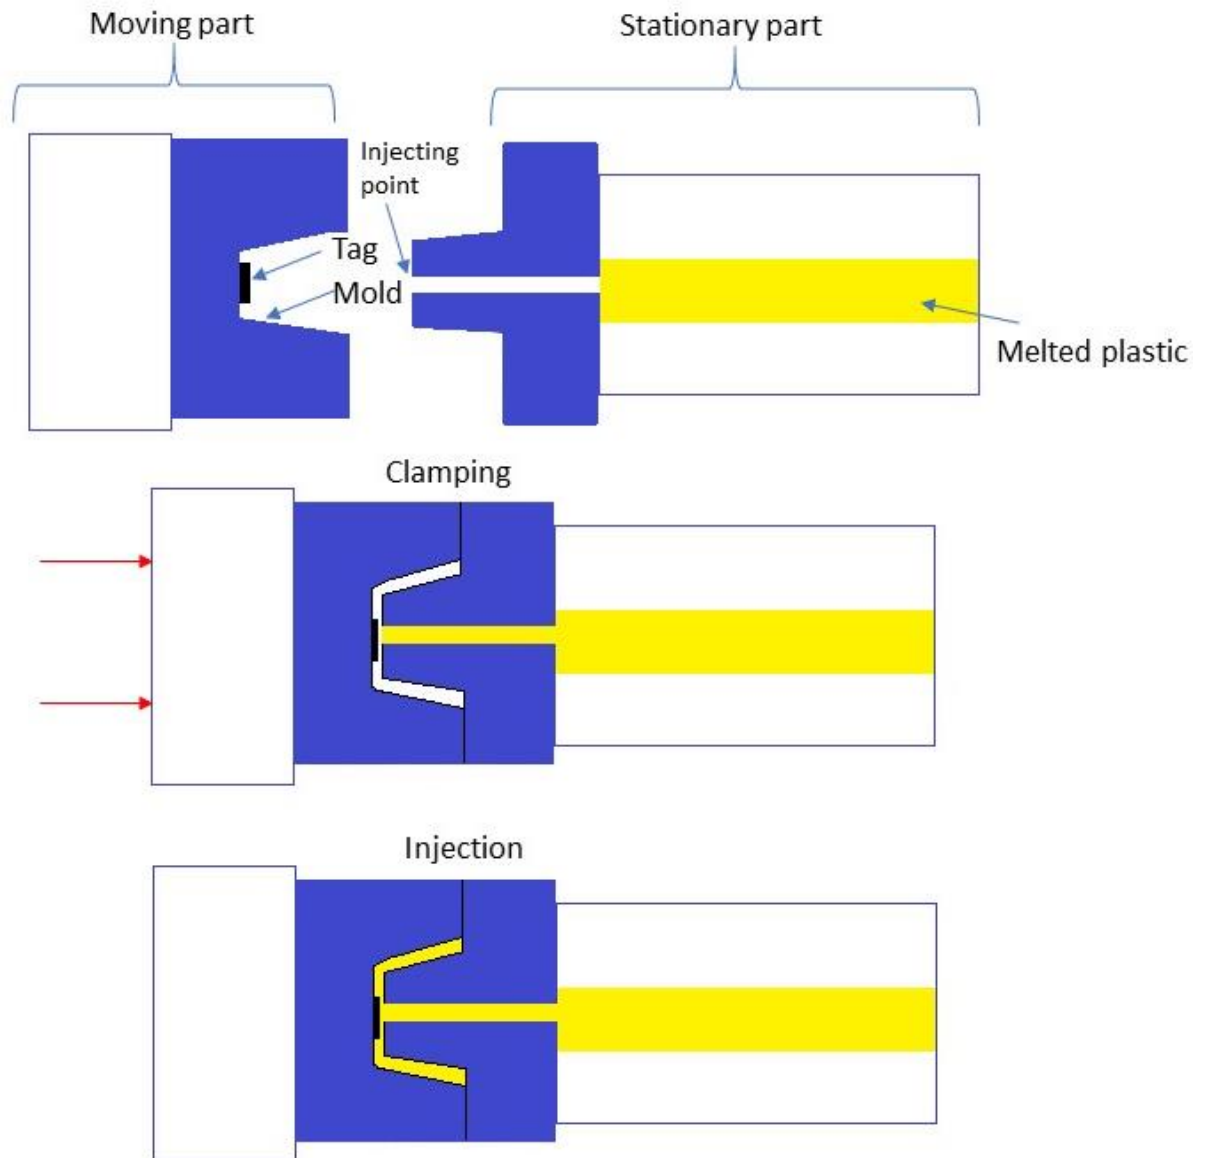 Moving part
Stationary part
Injecting
point
Tag
Mold
Melted plastic
Clamping
Injection